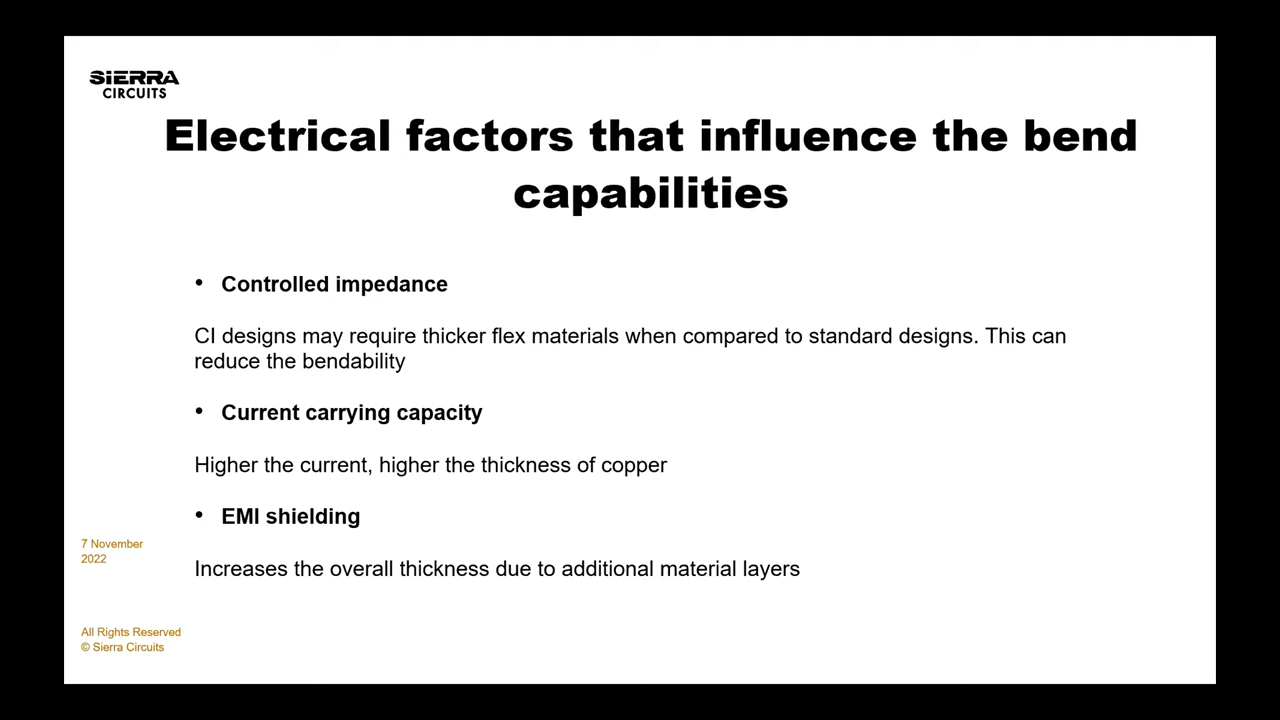 SIERRA
CIRCUITS
Electrical factors that influence the bend
capabilities
• Controlled impedance
CI designs may require thicker flex materials when compared to standard designs. This can
reduce the bendability
• Current carrying capacity
Higher the current, higher the thickness of copper
• EMI shielding
Increases the overall thickness due to additional material layers
7 November
2022
All Rights Reserved
© Sierra Circuits